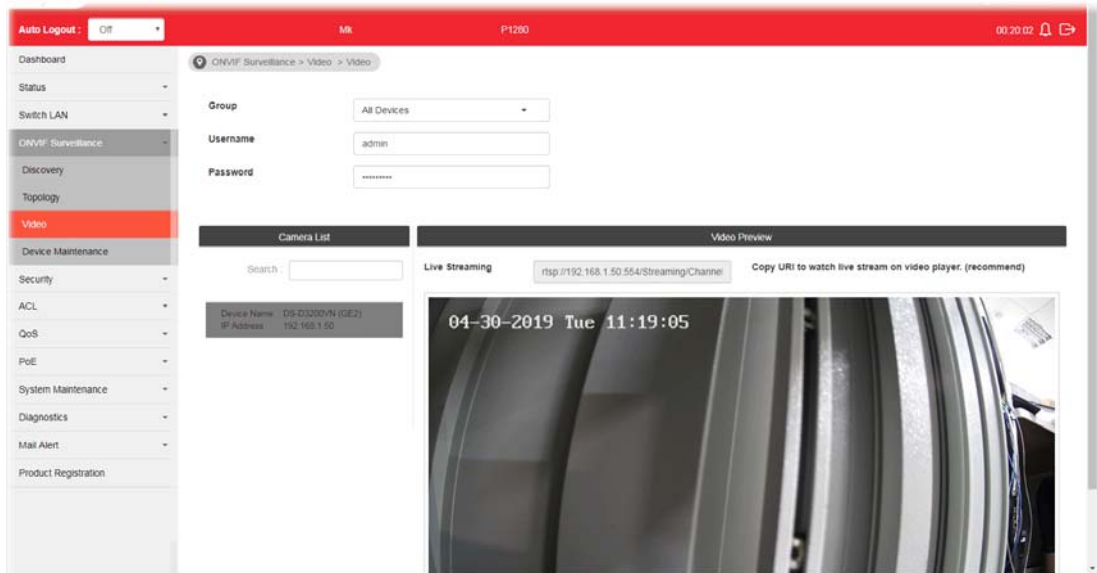 Auto Logout : Off Mk P1280 00:20:02
Dashboard
Status
Switch LAN
ONVIF Surveillance
Discovery
Topology
Video
Device Maintenance
Security
ACL
QoS
PoE
System Maintenance
Diagnostics
Mail Alert
Product Registration
ONVIF Surveillance > Video > Video
Group All Devices
Username admin
Password ·········
Camera List
Search :
Device Name DS-D3200VN (GE2)
IP Address 192.168.1.50
Video Preview
Live Streaming rtsp://192.168.1.50:554/Streaming/Channel Copy URI to watch live stream on video player. (recommend)
04-30-2019 Tue 11:19:05